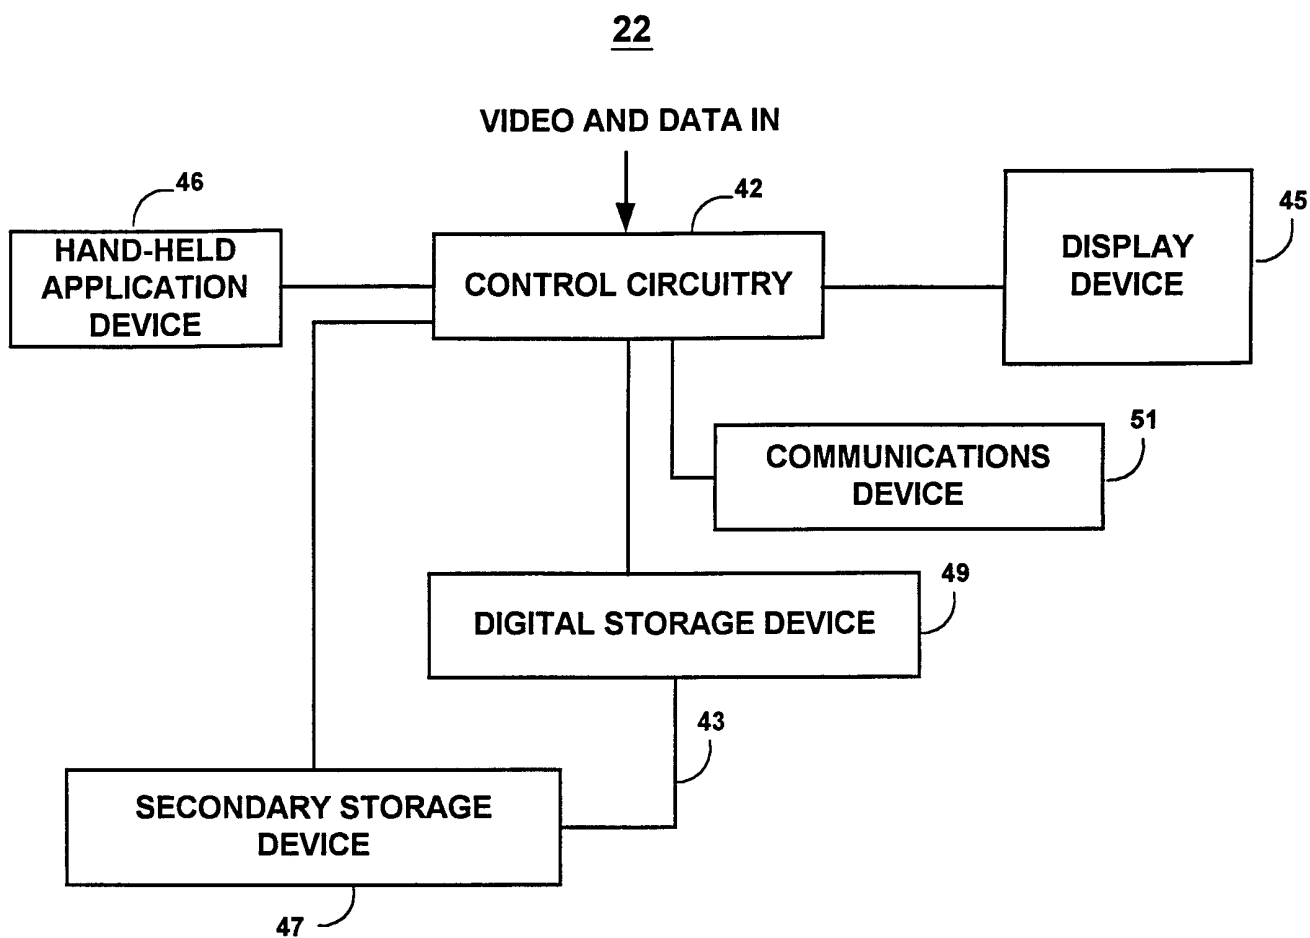 22
VIDEO AND DATA IN
46
42
45
HAND-HELD
APPLICATION
DEVICE
CONTROL CIRCUITRY
DISPLAY
DEVICE
51
COMMUNICATIONS
DEVICE
49
DIGITAL STORAGE DEVICE
43
SECONDARY STORAGE
DEVICE
47